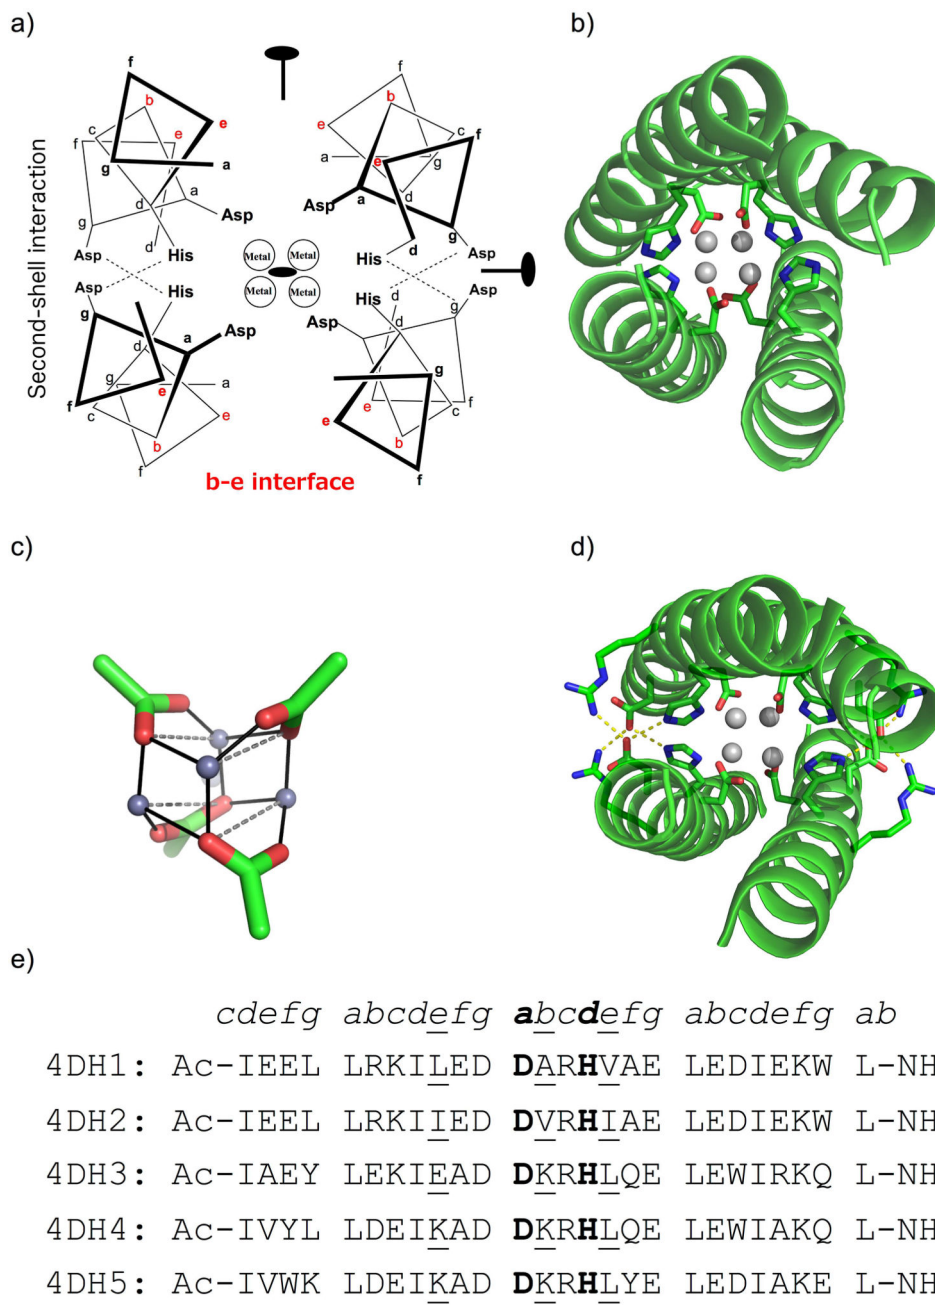 a)
b)
Second-shell interaction
f
b
e
c
f
e
g
a
a
d
g
Asp
d
Asp
His
f
b
e
c
f
e
a
g
a
d
Asp
g
d
His
Asp
Metal Metal
Metal Metal
Asp
His
g
Asp
a
d
g
a
e
f
c
e
b
f
His
d
Asp
Asp
g
d
g
e
f
c
e
b
f
b-e interface
c)
d)
e)
cdefg abcdefg abcdefg abcdefg ab
4DH1: Ac-IEEL LRKILED DARHVAE LEDIEKW L-NH
4DH2: Ac-IEEL LRKIIED DVRHIAE LEDIEKW L-NH
4DH3: Ac-IAEY LEKIEAD DKRHLQE LEWIRKQ L-NH
4DH4: Ac-IVYL LDEIKAD DKRHLQE LEWIAKQ L-NH
4DH5: Ac-IVWK LDEIKAD DKRHLYE LEDIAKE L-NH